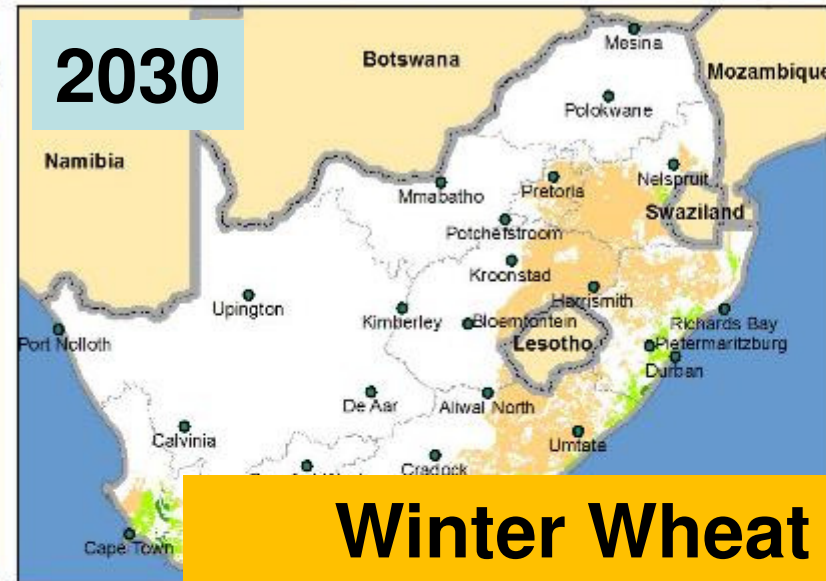 2030
Mesina
Botswana
Mozambique
Polokwane
Namibia
Pretoria
Nelspruit
Mmabatho
Swaziland
Potchefstroom
Kroonstad
Harrismith
Upington
Kimberley
Bloemfontein
Richards Bay
Port Nolloth
Lesotho
Pietermaritzburg
Durban
De Aar
Aliwal North
Calvinia
Umtata
Cradock
Winter Wheat
Cape Town